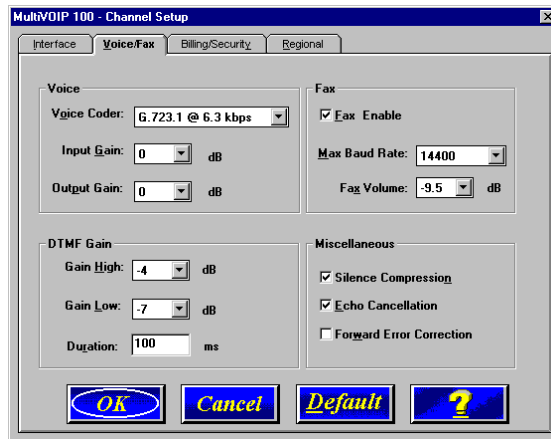 MultiVOIP 100 - Channel Setup
Interface
Voice/Fax
Billing/Security
Regional
Voice
Voice Coder: G.723.1 @ 6.3 kbps
Input Gain: 0 dB
Output Gain: 0 dB
Fax
Fax Enable
Max Baud Rate: 14400
Fax Volume: -9.5 dB
DTMF Gain
Gain High: -4 dB
Gain Low: -7 dB
Duration: 100 ms
Miscellaneous
Silence Compression
Echo Cancellation
Forward Error Correction
OK
Cancel
Default
?